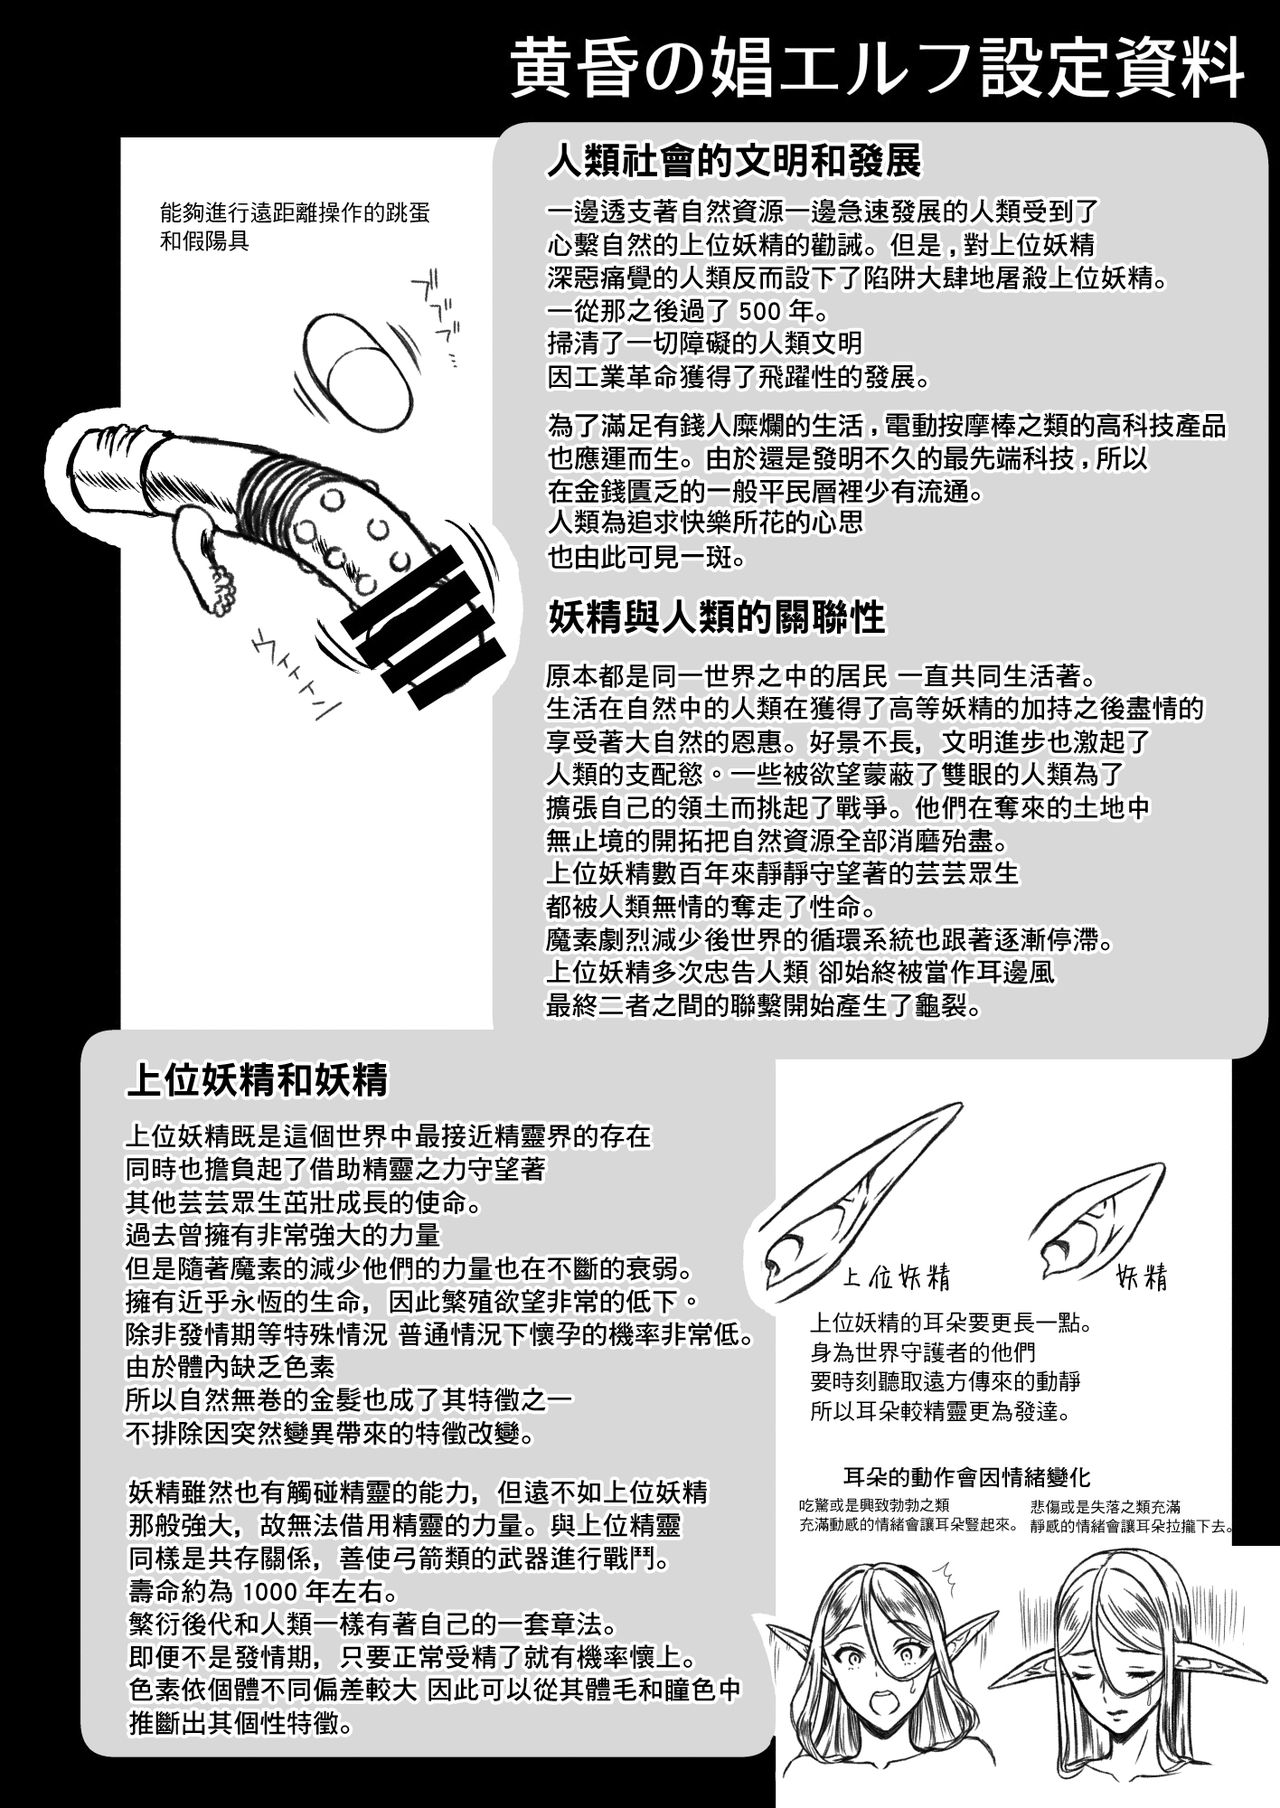 黄昏の娼エルフ設定資料
能夠進行遠距離操作的跳蛋
和假陽具
ブブブ…
ウィィィン
人類社會的文明和發展
一邊透支著自然資源一邊急速發展的人類受到了
心繫自然的上位妖精的勸誡。但是,對上位妖精
深惡痛覺的人類反而設下了陷阱大肆地屠殺上位妖精。
一從那之後過了 500 年。
掃清了一切障礙的人類文明
因工業革命獲得了飛躍性的發展。
為了滿足有錢人糜爛的生活,電動按摩棒之類的高科技產品
也應運而生。由於還是發明不久的最先端科技,所以
在金錢匱乏的一般平民層裡少有流通。
人類為追求快樂所花的心思
也由此可見一斑。
妖精與人類的關聯性
原本都是同一世界之中的居民 一直共同生活著。
生活在自然中的人類在獲得了高等妖精的加持之後盡情的
享受著大自然的恩惠。好景不長，文明進步也激起了
人類的支配慾。一些被欲望蒙蔽了雙眼的人類為了
擴張自己的領土而挑起了戰爭。他們在奪來的土地中
無止境的開拓把自然資源全部消磨殆盡。
上位妖精數百年來靜靜守望著的芸芸眾生
都被人類無情的奪走了性命。
魔素劇烈減少後世界的循環系統也跟著逐漸停滯。
上位妖精多次忠告人類 卻始終被當作耳邊風
最終二者之間的聯繫開始產生了龜裂。
上位妖精和妖精
上位妖精既是這個世界中最接近精靈界的存在
同時也擔負起了借助精靈之力守望著
其他芸芸眾生茁壯成長的使命。
過去曾擁有非常強大的力量
但是隨著魔素的減少他們的力量也在不斷的衰弱。
擁有近乎永恆的生命，因此繁殖欲望非常的低下。
除非發情期等特殊情況 普通情況下懷孕的機率非常低。
由於體內缺乏色素
所以自然無卷的金髮也成了其特徵之一
不排除因突然變異帶來的特徵改變。
妖精雖然也有觸碰精靈的能力，但遠不如上位妖精
那般強大，故無法借用精靈的力量。與上位精靈
同樣是共存關係，善使弓箭類的武器進行戰鬥。
壽命約為 1000 年左右。
繁衍後代和人類一樣有著自己的一套章法。
即便不是發情期，只要正常受精了就有機率懷上。
色素依個體不同偏差較大 因此可以從其體毛和瞳色中
推斷出其個性特徵。
上位妖精
妖精
上位妖精的耳朵要更長一點。
身為世界守護者的他們
要時刻聽取遠方傳來的動靜
所以耳朵較精靈更為發達。
耳朵的動作會因情緒變化
吃驚或是興致勃勃之類
充滿動感的情緒會讓耳朵豎起來。
悲傷或是失落之類充滿
靜感的情緒會讓耳朵拉攏下去。